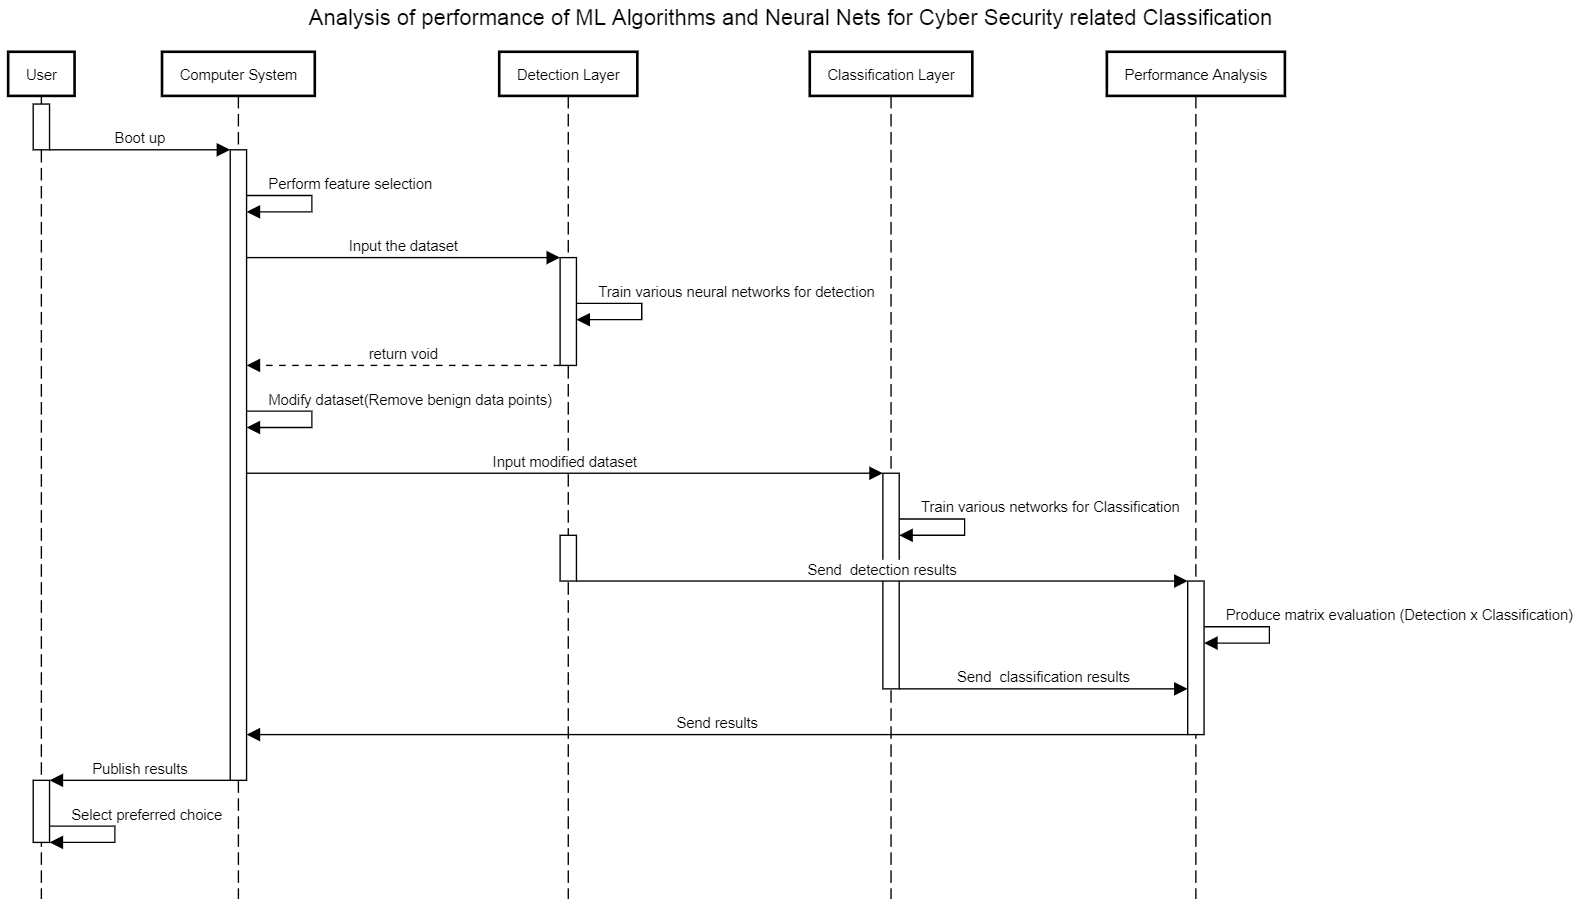 Analysis of performance of ML Algorithms and Neural Nets for Cyber Security related Classification
User
Computer System
Detection Layer
Classification Layer
Performance Analysis
Boot up
Perform feature selection
Input the dataset
Train various neural networks for detection
return void
Modify dataset(Remove benign data points)
Input modified dataset
Train various networks for Classification
Send  detection results
Produce matrix evaluation (Detection x Classification)
Send  classification results
Send results
Publish results
Select preferred choice